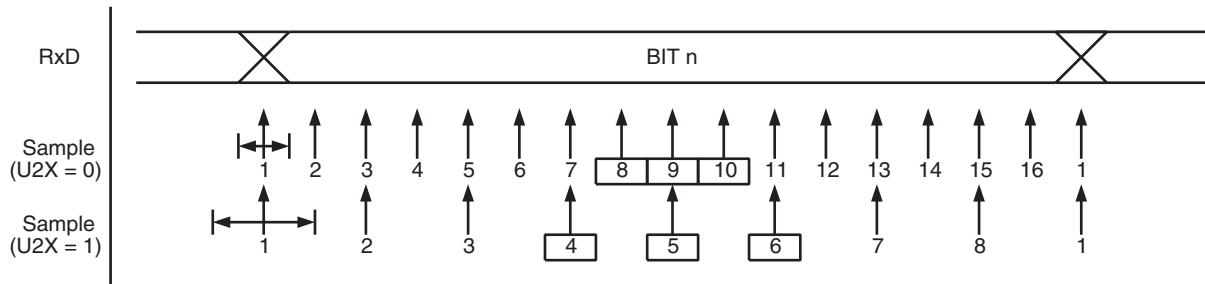 RxD BIT n
Sample
(U2X = 0)
1 2 3 4 5 6 7 8 9 10 11 12 13 14 15 16 1
Sample
(U2X = 1)
1 2 3 4 5 6 7 8 1